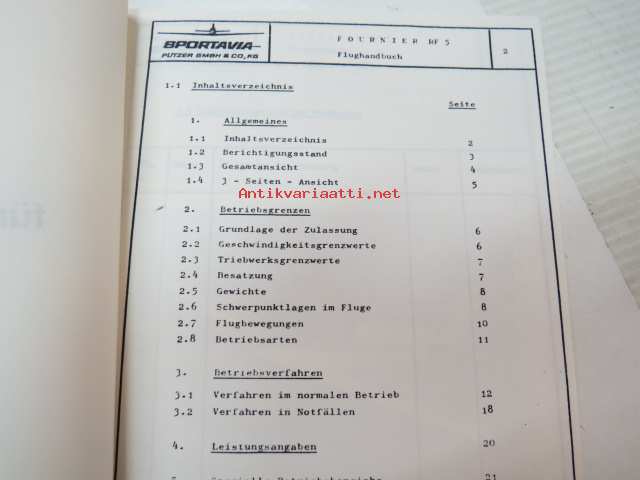 SPORTAVIA
PÜTZER GMBH & CO, KG
FOURNIER RF 5
Flughandbuch
2
1.1 Inhaltsverzeichnis
Seite
1. Allgemeines
1.1 Inhaltsverzeichnis 2
1.2 Berichtigungsstand 3
1.3 Gesamtansicht 4
1.4 3 - Seiten - Ansicht 5
Antikvariaatti.net
2. Betriebsgrenzen
2.1 Grundlage der Zulassung 6
2.2 Geschwindigkeitsgrenzwerte 6
2.3 Triebwerksgrenzwerte 7
2.4 Besatzung 7
2.5 Gewichte 8
2.6 Schwerpunktlagen im Fluge 8
2.7 Flugbewegungen 10
2.8 Betriebsarten 11
3. Betriebsverfahren
3.1 Verfahren im normalen Betrieb 12
3.2 Verfahren in Notfällen 18
4. Leistungsangaben 20
21